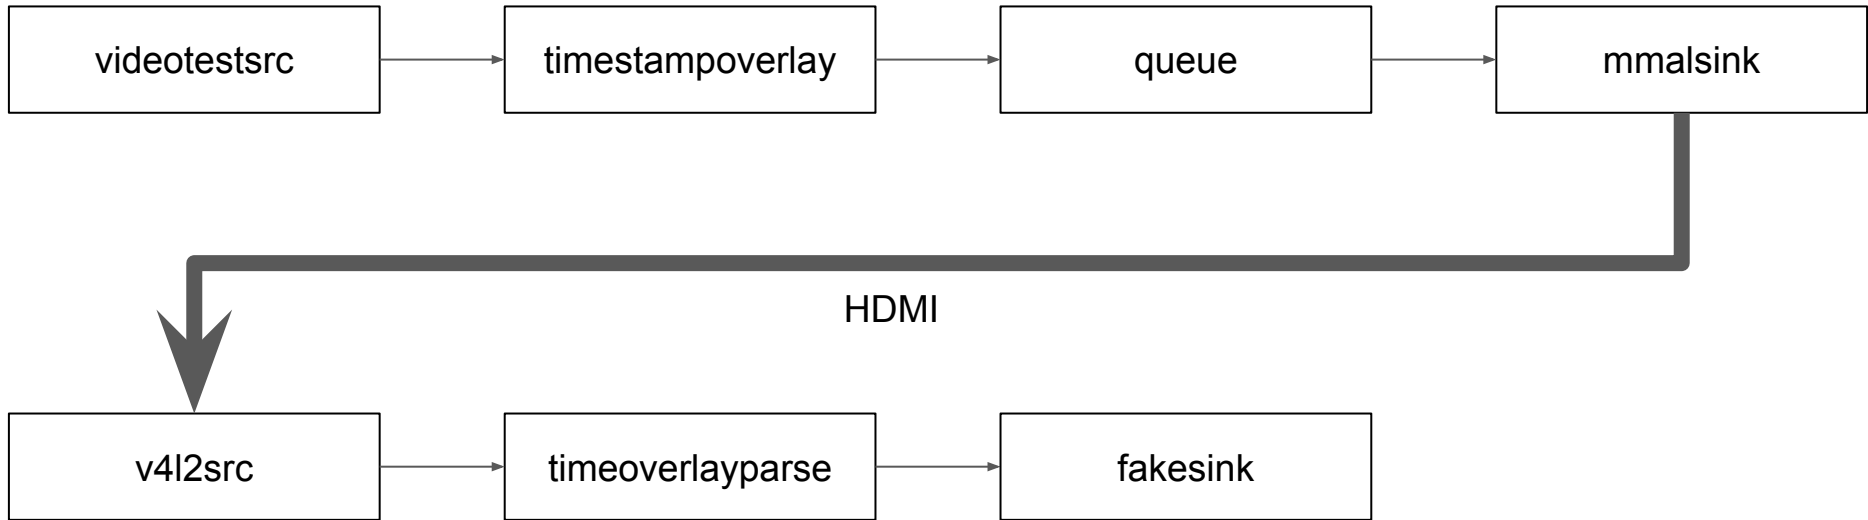 videotestsrc
timestampoverlay
queue
mmalsink
HDMI
v4l2src
timeoverlayparse
fakesink